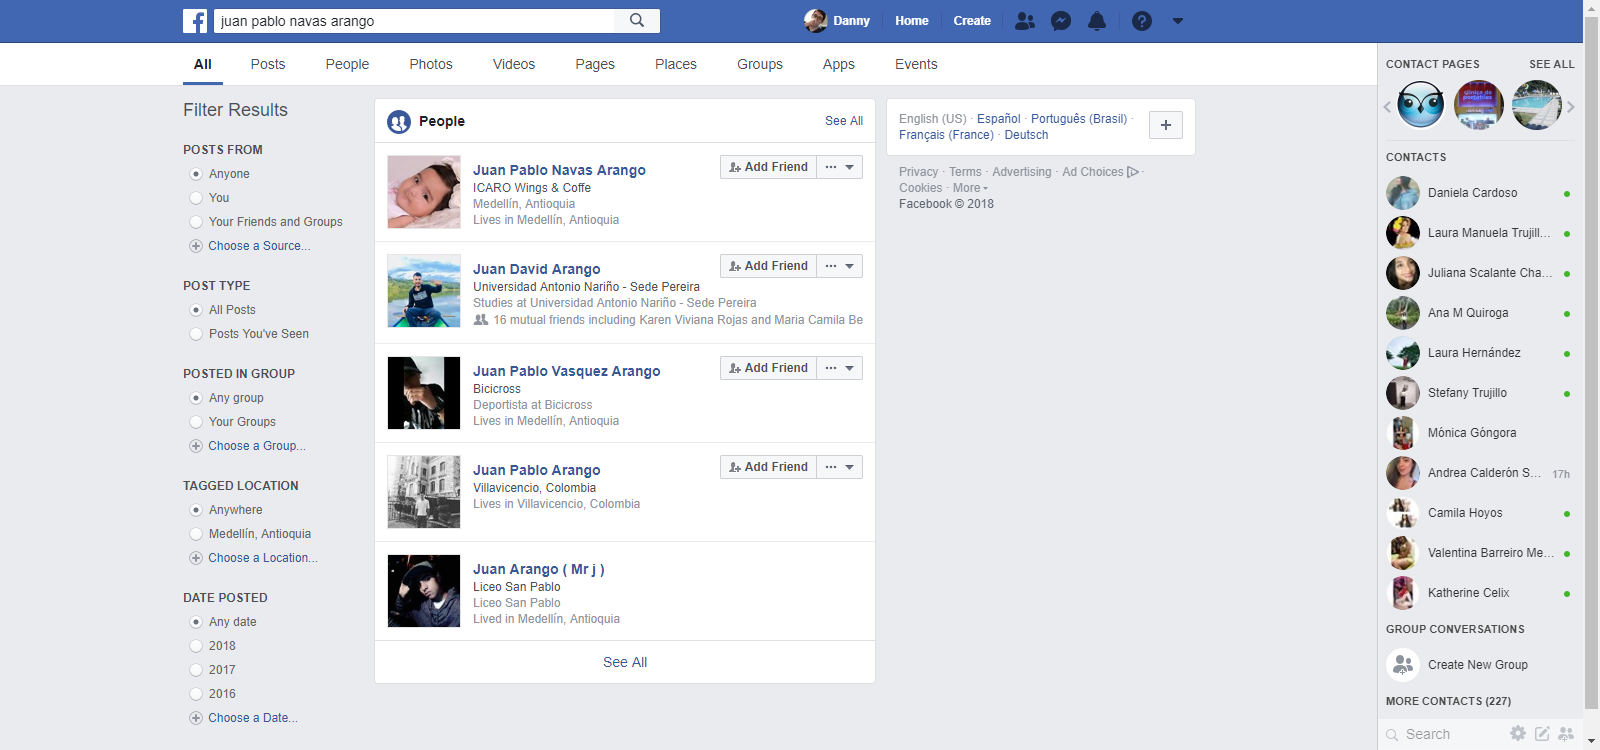 juan pablo navas arango
Danny
Home
Create
All
Posts
People
Photos
Videos
Pages
Places
Groups
Apps
Events
Filter Results
POSTS FROM
Anyone
You
Your Friends and Groups
Choose a Source...
POST TYPE
All Posts
Posts You've Seen
POSTED IN GROUP
Any group
Your Groups
Choose a Group...
TAGGED LOCATION
Anywhere
Medellín, Antioquia
Choose a Location...
DATE POSTED
Any date
2018
2017
2016
Choose a Date...
People
See All
Juan Pablo Navas Arango
ICARO Wings & Coffe
Medellín, Antioquia
Lives in Medellín, Antioquia
Add Friend
Juan David Arango
Universidad Antonio Nariño - Sede Pereira
Studies at Universidad Antonio Nariño - Sede Pereira
16 mutual friends including Karen Viviana Rojas and Maria Camila Be
Add Friend
Juan Pablo Vasquez Arango
Bicicross
Deportista at Bicicross
Lives in Medellín, Antioquia
Add Friend
Juan Pablo Arango
Villavicencio, Colombia
Lives in Villavicencio, Colombia
Add Friend
Juan Arango ( Mr j )
Liceo San Pablo
Liceo San Pablo
Lived in Medellín, Antioquia
See All
English (US) · Español · Português (Brasil) ·
Français (France) · Deutsch
Privacy · Terms · Advertising · Ad Choices ·
Cookies · More
Facebook © 2018
CONTACT PAGES
SEE ALL
CONTACTS
Daniela Cardoso
Laura Manuela Trujill...
Juliana Scalante Cha...
Ana M Quiroga
Laura Hernández
Stefany Trujillo
Mónica Góngora
Andrea Calderón S...
17h
Camila Hoyos
Valentina Barreiro Me...
Katherine Celix
GROUP CONVERSATIONS
Create New Group
MORE CONTACTS (227)
Search